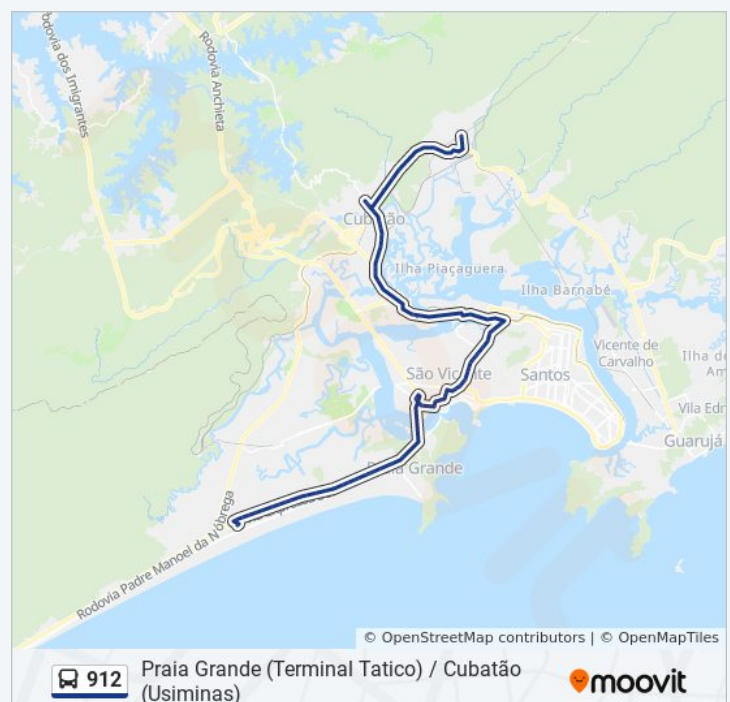 Rodovia dos Imigrantes
Rodovia Anchieta
Cubatão
Ilha Piaçaguera
Ilha Barnabé
Vicente de
Carvalho
São Vicente
Santos
Vila Edn
Guarujá
Grande
Rodovia Padre Manoel da Nóbrega
© OpenStreetMap contributors | © OpenMapTiles
912
Praia Grande (Terminal Tatico) / Cubatão
(Usiminas)
moovit